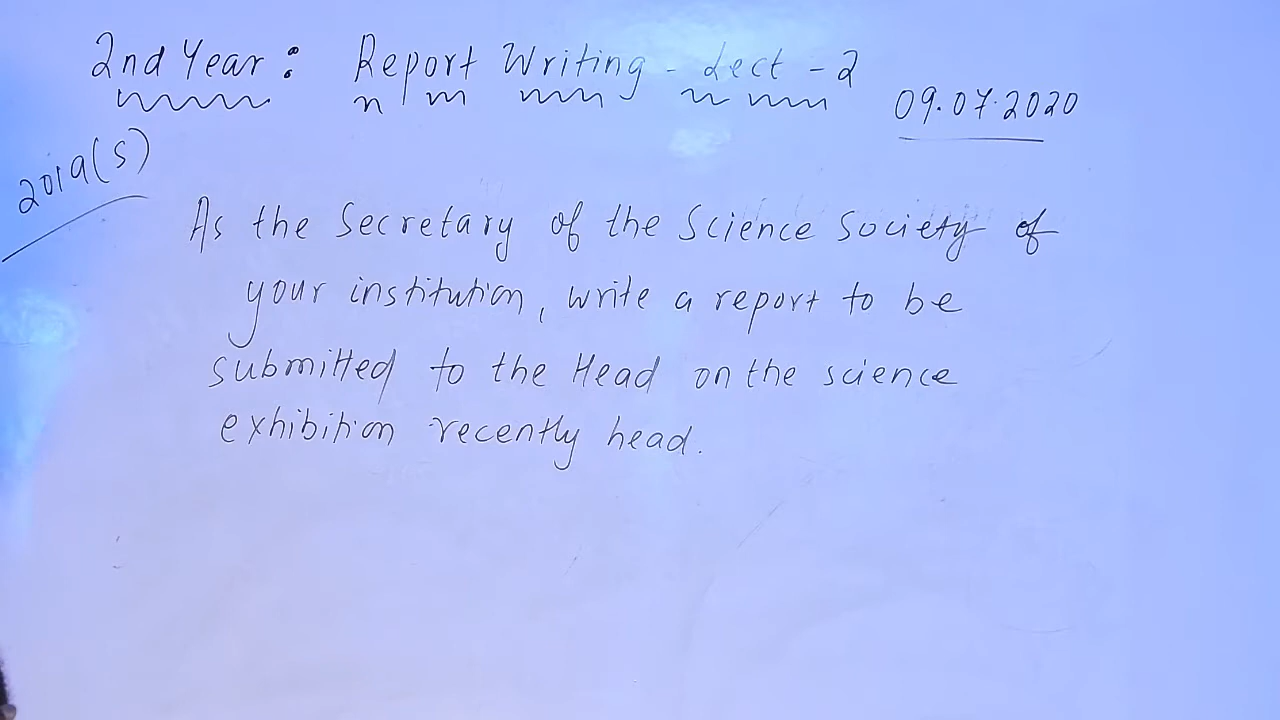 2nd Year: Report Writing - Lect - 2
09.07.2020
2019(S)
As the Secretary of the Science Society of
your institution, write a report to be
submitted to the Head on the science
exhibition recently head.